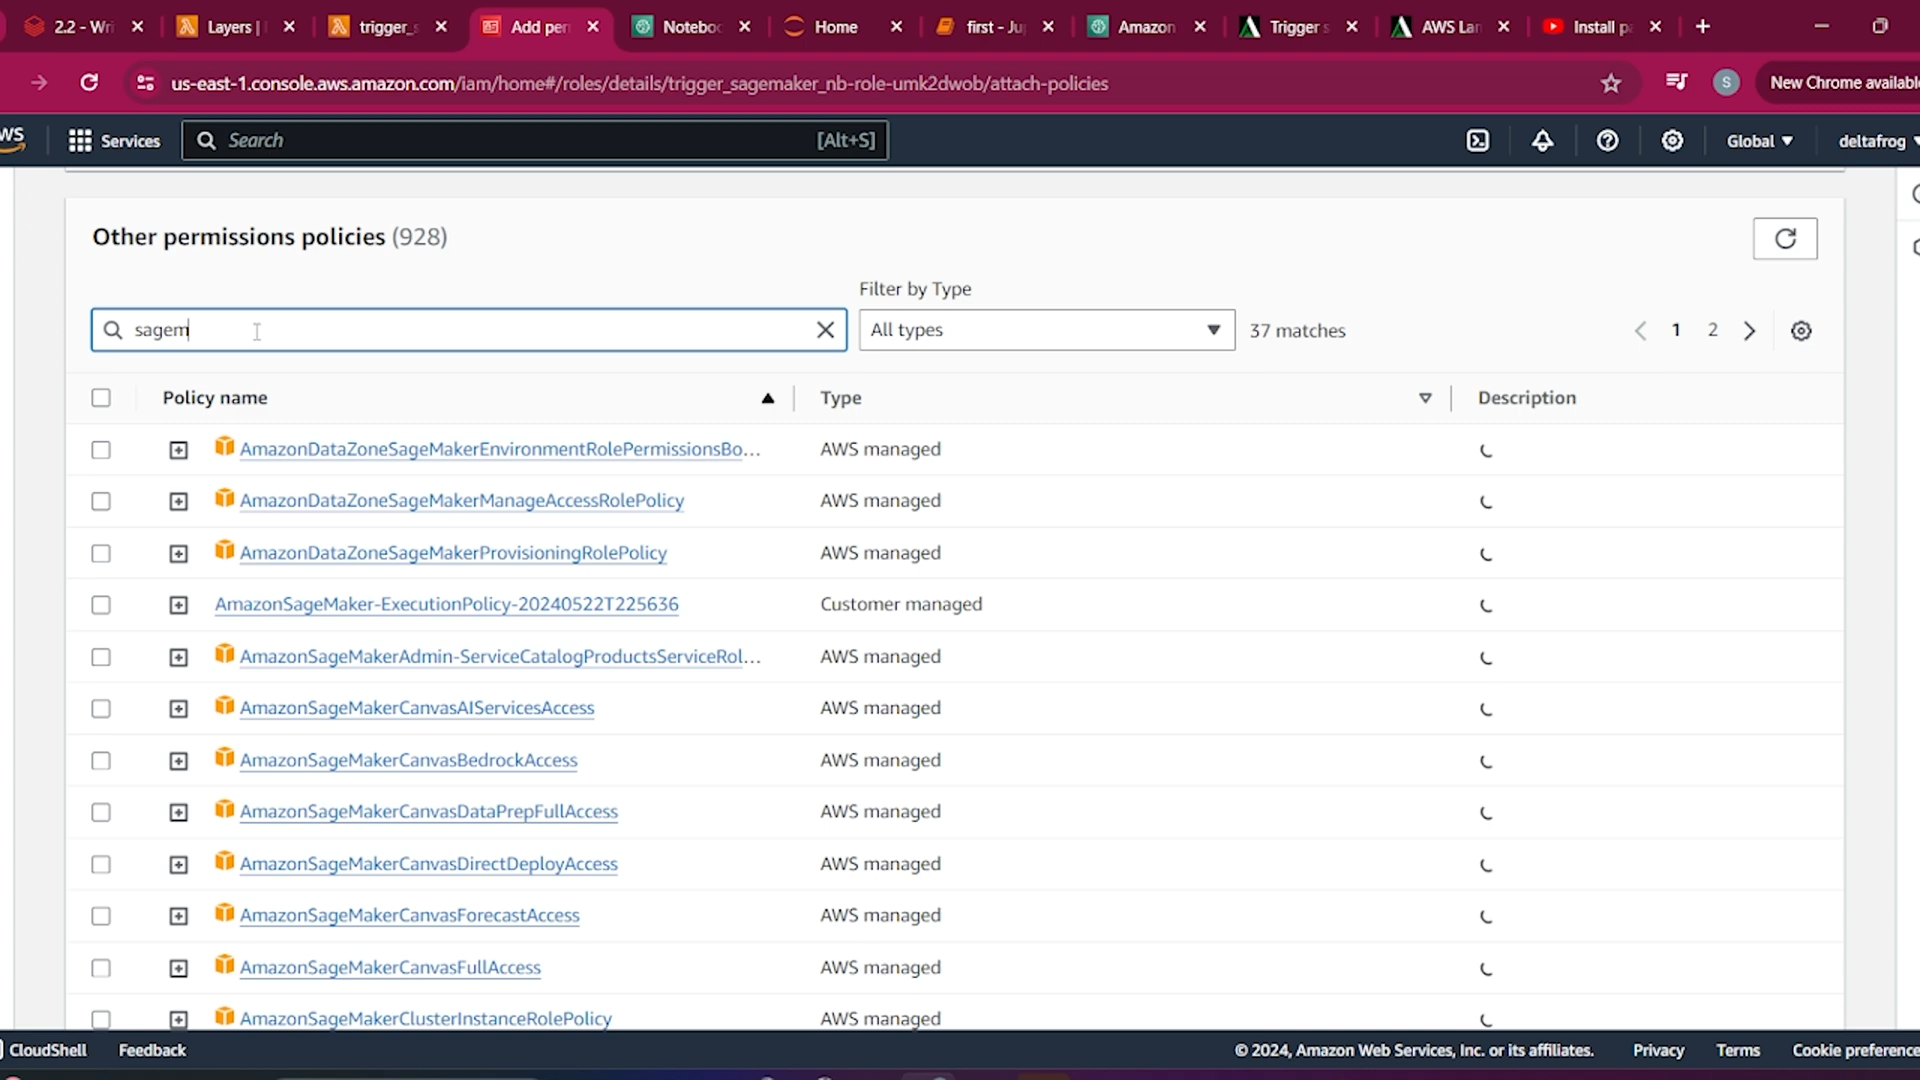 2.2 - Wri
Layers |
trigger_s
Add per
Noteboo
Home
first - Ju
Amazon
Trigger s
AWS Lan
Install pa
us-east-1.console.aws.amazon.com/iam/home#/roles/details/trigger_sagemaker_nb-role-umk2dwob/attach-policies
S
New Chrome available
Services
Search
[Alt+S]
Global
deltafrog
Other permissions policies (928)
Filter by Type
sagem
All types
37 matches
1
2
Policy name
Type
Description
AmazonDataZoneSageMakerEnvironmentRolePermissionsBo...
AWS managed
AmazonDataZoneSageMakerManageAccessRolePolicy
AWS managed
AmazonDataZoneSageMakerProvisioningRolePolicy
AWS managed
AmazonSageMaker-ExecutionPolicy-20240522T225636
Customer managed
AmazonSageMakerAdmin-ServiceCatalogProductsServiceRol...
AWS managed
AmazonSageMakerCanvasAIServicesAccess
AWS managed
AmazonSageMakerCanvasBedrockAccess
AWS managed
AmazonSageMakerCanvasDataPrepFullAccess
AWS managed
AmazonSageMakerCanvasDirectDeployAccess
AWS managed
AmazonSageMakerCanvasForecastAccess
AWS managed
AmazonSageMakerCanvasFullAccess
AWS managed
AmazonSageMakerClusterInstanceRolePolicy
AWS managed
CloudShell
Feedback
© 2024, Amazon Web Services, Inc. or its affiliates.
Privacy
Terms
Cookie preference